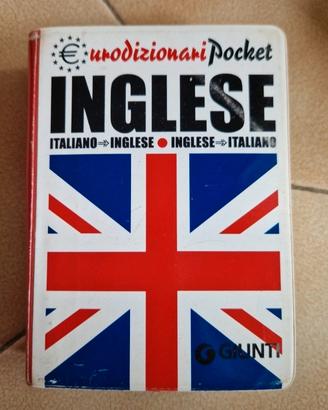 €urodizionari Pocket
INGLESE
ITALIANO⇨INGLESE ● INGLESE⇨ITALIANO
GIUNTI